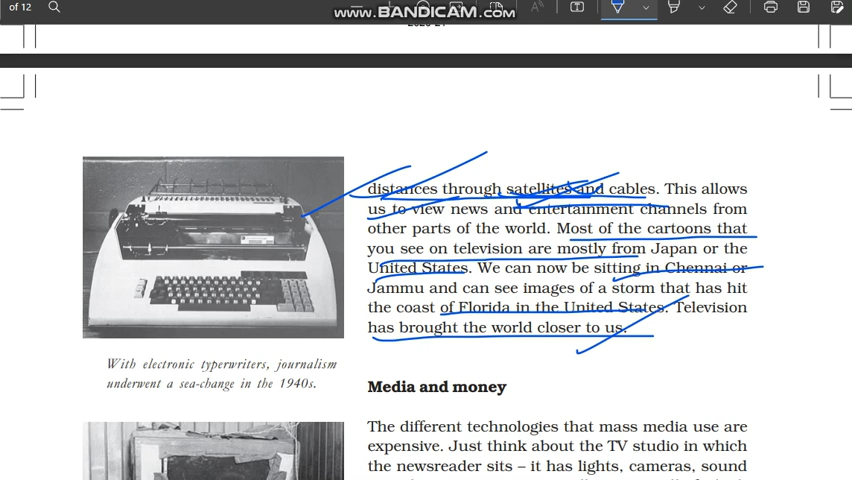 of 12
www.BANDICAM.com
distances through satellites and cables. This allows
us to view news and entertainment channels from
other parts of the world. Most of the cartoons that
you see on television are mostly from Japan or the
United States. We can now be sitting in Chennai or
Jammu and can see images of a storm that has hit
the coast of Florida in the United States. Television
has brought the world closer to us.
With electronic typerwriters, journalism
underwent a sea-change in the 1940s.
Media and money
The different technologies that mass media use are
expensive. Just think about the TV studio in which
the newsreader sits – it has lights, cameras, sound